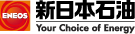 ENEOS
新日本石油
Your Choice of Energy